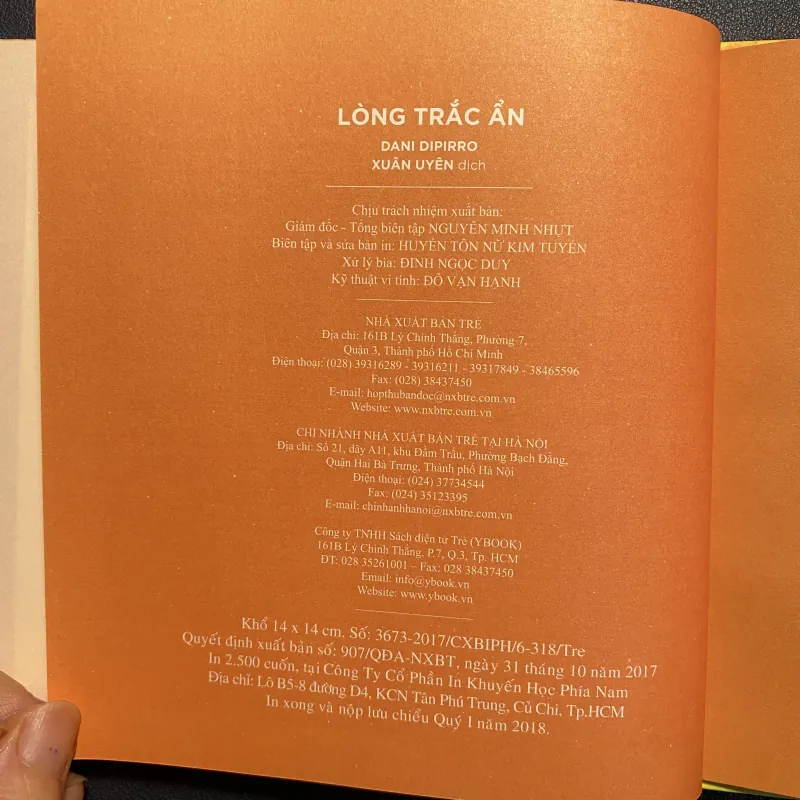 LÒNG TRẮC ẨN
DANI DIPIRRO
XUÂN UYÊN dịch
Chịu trách nhiệm xuất bản:
Giám đốc - Tổng biên tập NGUYỄN MINH NHỰT
Biên tập và sửa bản in: HUYỀN TÔN NỮ KIM TUYẾN
Xử lý bìa: ĐINH NGỌC DUY
Kỹ thuật vi tính: ĐỖ VẠN HẠNH
NHÀ XUẤT BẢN TRẺ
Địa chỉ: 161B Lý Chính Thắng, Phường 7,
Quận 3, Thành phố Hồ Chí Minh
Điện thoại: (028) 39316289 - 39316211 - 39317849 - 38465596
Fax: (028) 38437450
E-mail: hopthubandoc@nxbtre.com.vn
Website: www.nxbtre.com.vn
CHI NHÁNH NHÀ XUẤT BẢN TRẺ TẠI HÀ NỘI
Địa chỉ: Số 21, dãy A11, khu Đầm Trấu, Phường Bạch Đằng,
Quận Hai Bà Trưng, Thành phố Hà Nội
Điện thoại: (024) 37734544
Fax: (024) 35123395
E-mail: chinhanhhanoi@nxbtre.com.vn
Công ty TNHH Sách điện tử Trẻ (YBOOK)
161B Lý Chính Thắng, P.7, Q.3, Tp. HCM
ĐT: 028 35261001 – Fax: 028 38437450
Email: info@ybook.vn
Website: www.ybook.vn
Khổ 14 x 14 cm. Số: 3673-2017/CXBIPH/6-318/Tre
Quyết định xuất bản số: 907/QĐA-NXBT, ngày 31 tháng 10 năm 2017
In 2.500 cuốn, tại Công Ty Cổ Phần In Khuyến Học Phía Nam
Địa chỉ: Lô B5-8 đường D4, KCN Tân Phú Trung, Củ Chi, Tp.HCM
In xong và nộp lưu chiểu Quý 1 năm 2018.